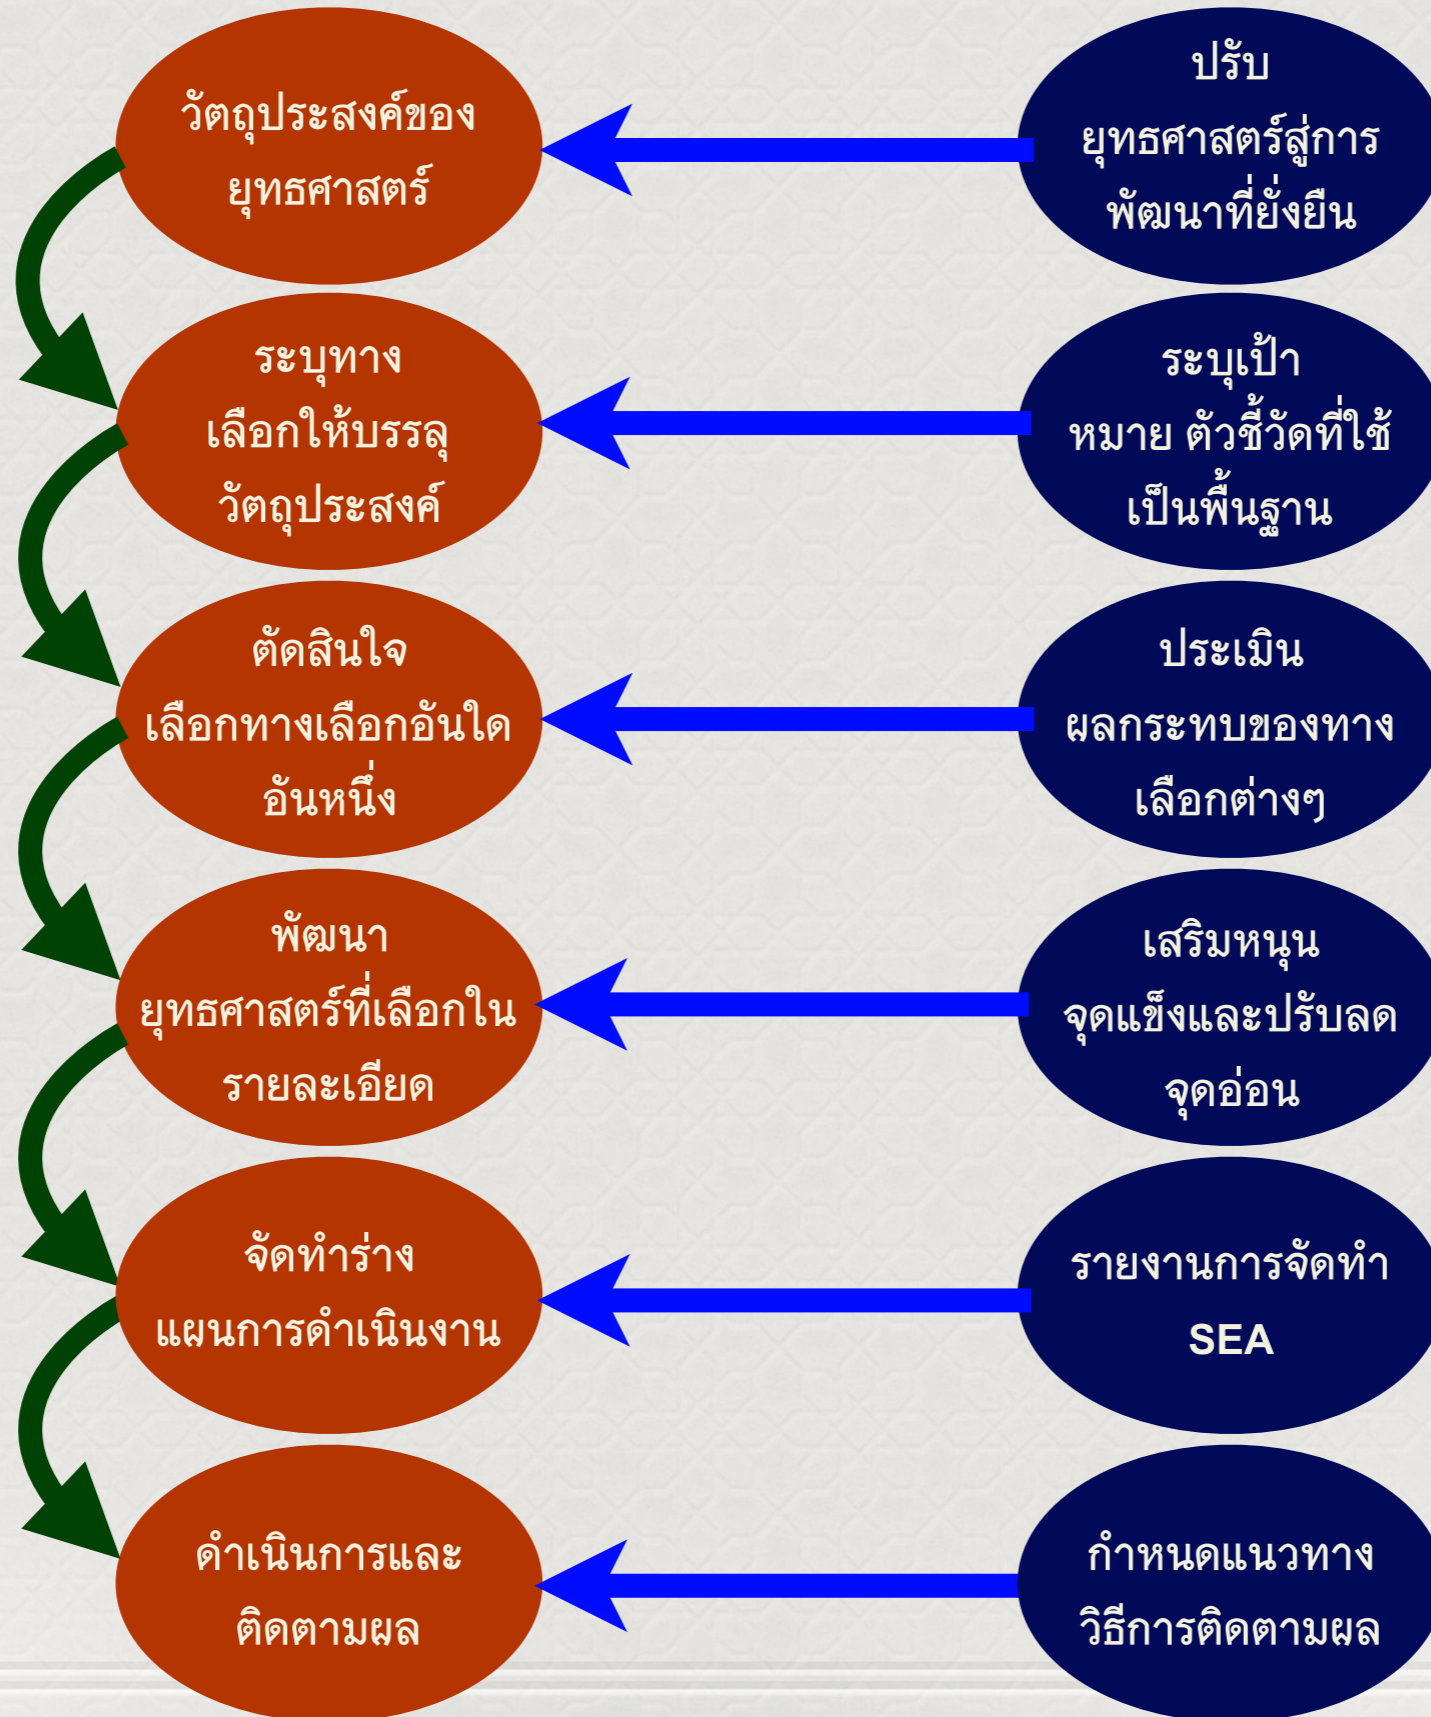 วัตถุประสงค์ของ
ยุทธศาสตร์
ปรับ
ยุทธศาสตร์สู่การ
พัฒนาที่ยั่งยืน
ระบุทาง
เลือกให้บรรลุ
วัตถุประสงค์
ระบุเป้า
หมาย ตัวชี้วัดที่ใช้
เป็นพื้นฐาน
ตัดสินใจ
เลือกทางเลือกอันใด
อันหนึ่ง
ประเมิน
ผลกระทบของทาง
เลือกต่างๆ
พัฒนา
ยุทธศาสตร์ที่เลือกใน
รายละเอียด
เสริมหนุน
จุดแข็งและปรับลด
จุดอ่อน
จัดทำร่าง
แผนการดำเนินงาน
รายงานการจัดทำ
SEA
ดำเนินการและ
ติดตามผล
กำหนดแนวทาง
วิธีการติดตามผล